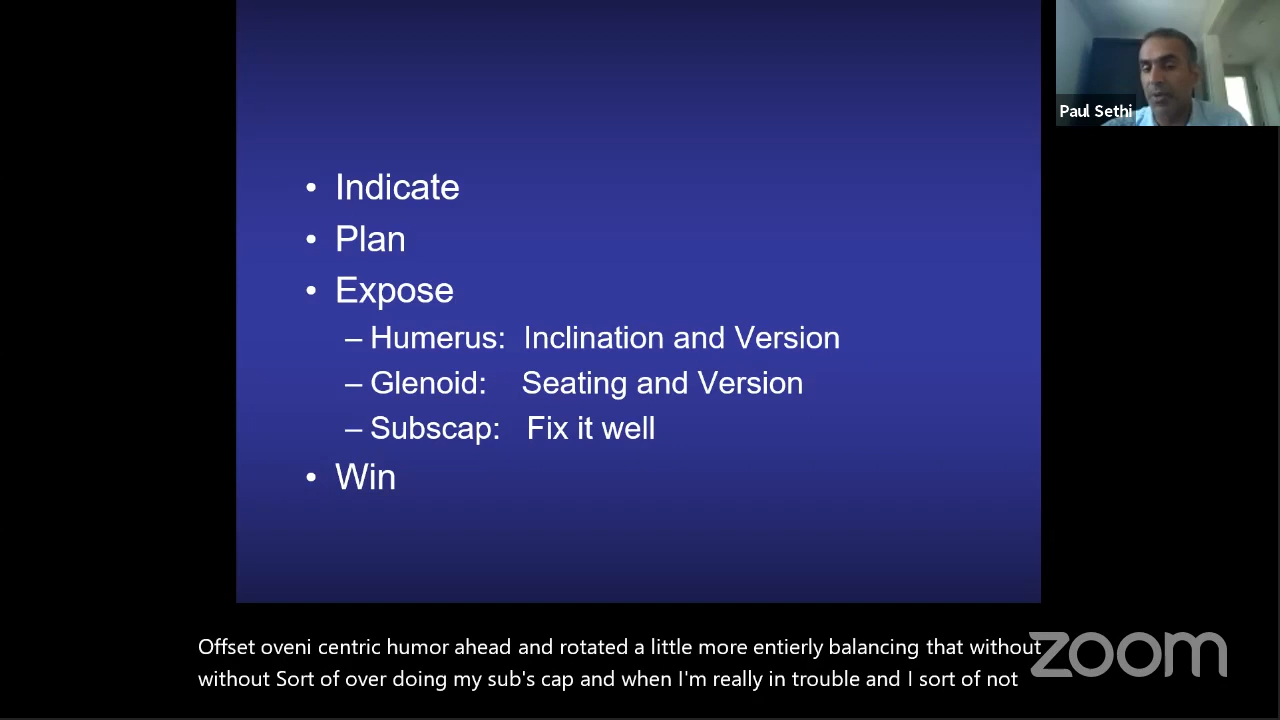 Paul Sethi
• Indicate
• Plan
• Expose
– Humerus: Inclination and Version
– Glenoid: Seating and Version
– Subscap: Fix it well
• Win
Offset oveni centric humor ahead and rotated a little more entierly balancing that without
without Sort of over doing my sub's cap and when I'm really in trouble and I sort of not
zoom